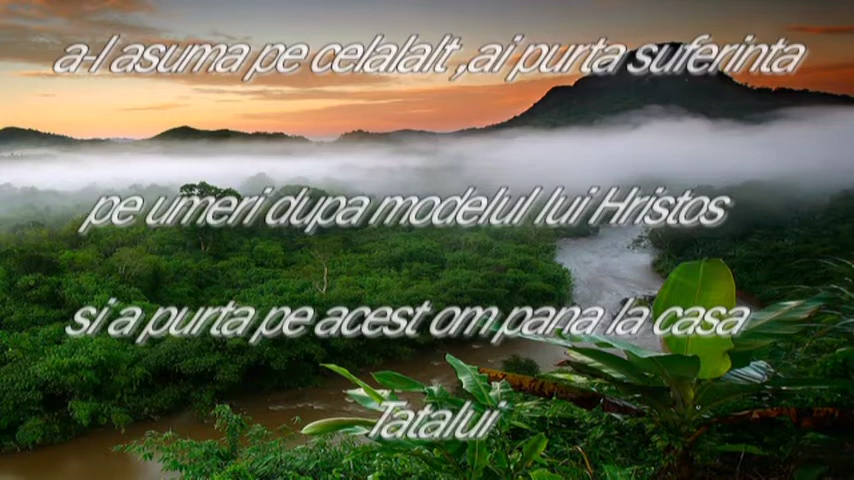 a-l asuma pe celalalt ,ai purta suferinta
pe umeri dupa modelul lui Hristos
si a purta pe acest om pana la casa
Tatalui